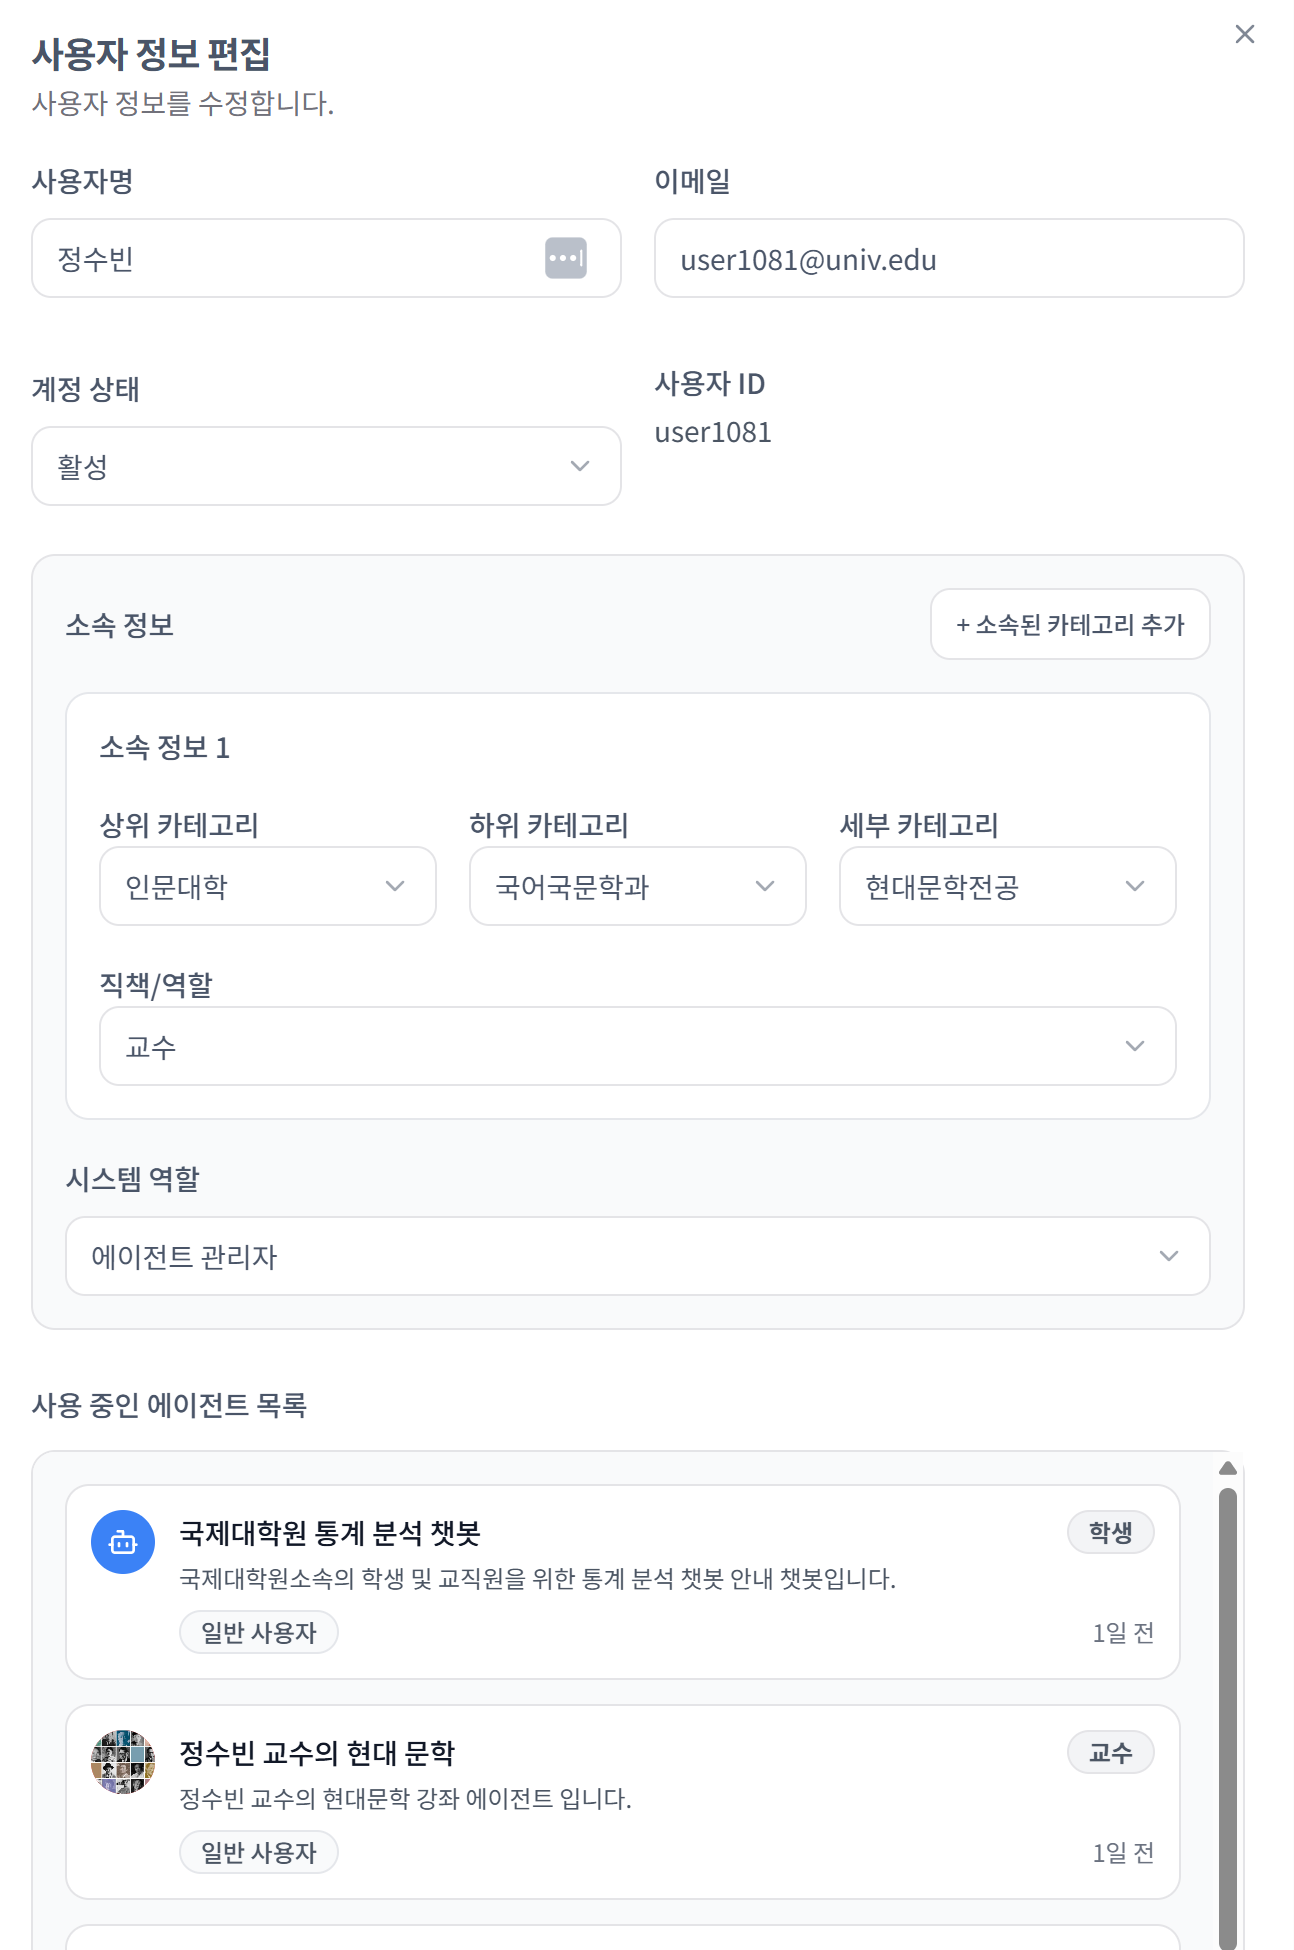 사용자 정보 편집
사용자 정보를 수정합니다.
사용자명
이메일
정수빈
user1081@univ.edu
계정 상태
사용자 ID
활성
user1081
소속 정보
+ 소속된 카테고리 추가
소속 정보 1
상위 카테고리
하위 카테고리
세부 카테고리
인문대학
국어국문학과
현대문학전공
직책/역할
교수
시스템 역할
에이전트 관리자
사용 중인 에이전트 목록
국제대학원 통계 분석 챗봇
학생
국제대학원소속의 학생 및 교직원을 위한 통계 분석 챗봇 안내 챗봇입니다.
일반 사용자
1일 전
정수빈 교수의 현대 문학
교수
정수빈 교수의 현대문학 강좌 에이전트 입니다.
일반 사용자
1일 전